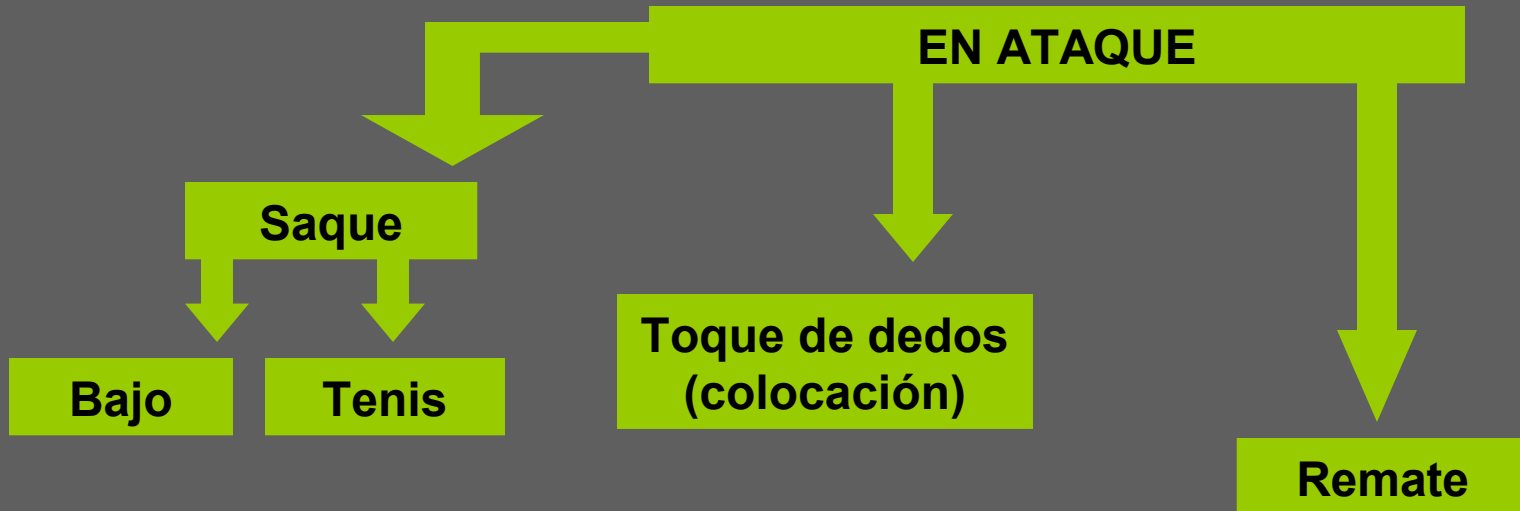 EN ATAQUE
Saque
Toque de dedos
(colocación)
Bajo
Tenis
Remate